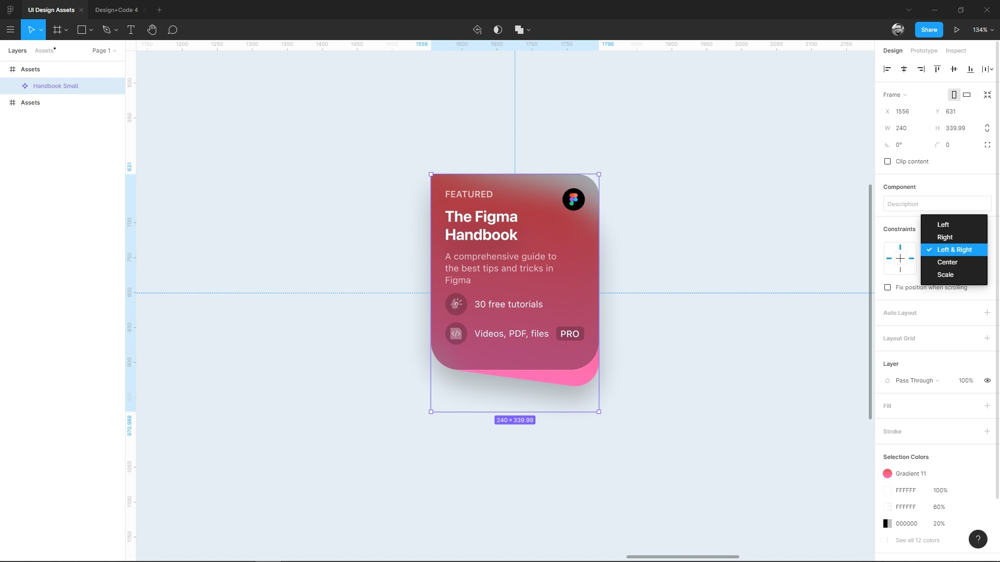 UI Design Assets
Design+Code 4
Share
134%
Layers
Assets
Page 1
Assets
Handbook Small
Assets
1150
1200
1250
1300
1350
1400
1450
1500
1556
1600
1650
1700
1750
1796
1850
1900
1950
2000
2050
2100
2150
500
550
631
700
750
800
850
900
950
970.988
1050
1100
1150
FEATURED
The Figma
Handbook
A comprehensive guide to
the best tips and tricks in
Figma
30 free tutorials
Videos, PDF, files PRO
240 × 339.99
Design
Prototype
Inspect
Frame
X 1556 Y 631
W 240 H 339.99
0° 0
Clip content
Component
Description
Constraints
Left
Right
Left & Right
Center
Scale
Fix position when scrolling
Auto Layout
Layout Grid
Layer
Pass Through 100%
Fill
Stroke
Selection Colors
Gradient 11
FFFFFF 100%
FFFFFF 60%
000000 20%
See all 12 colors
?